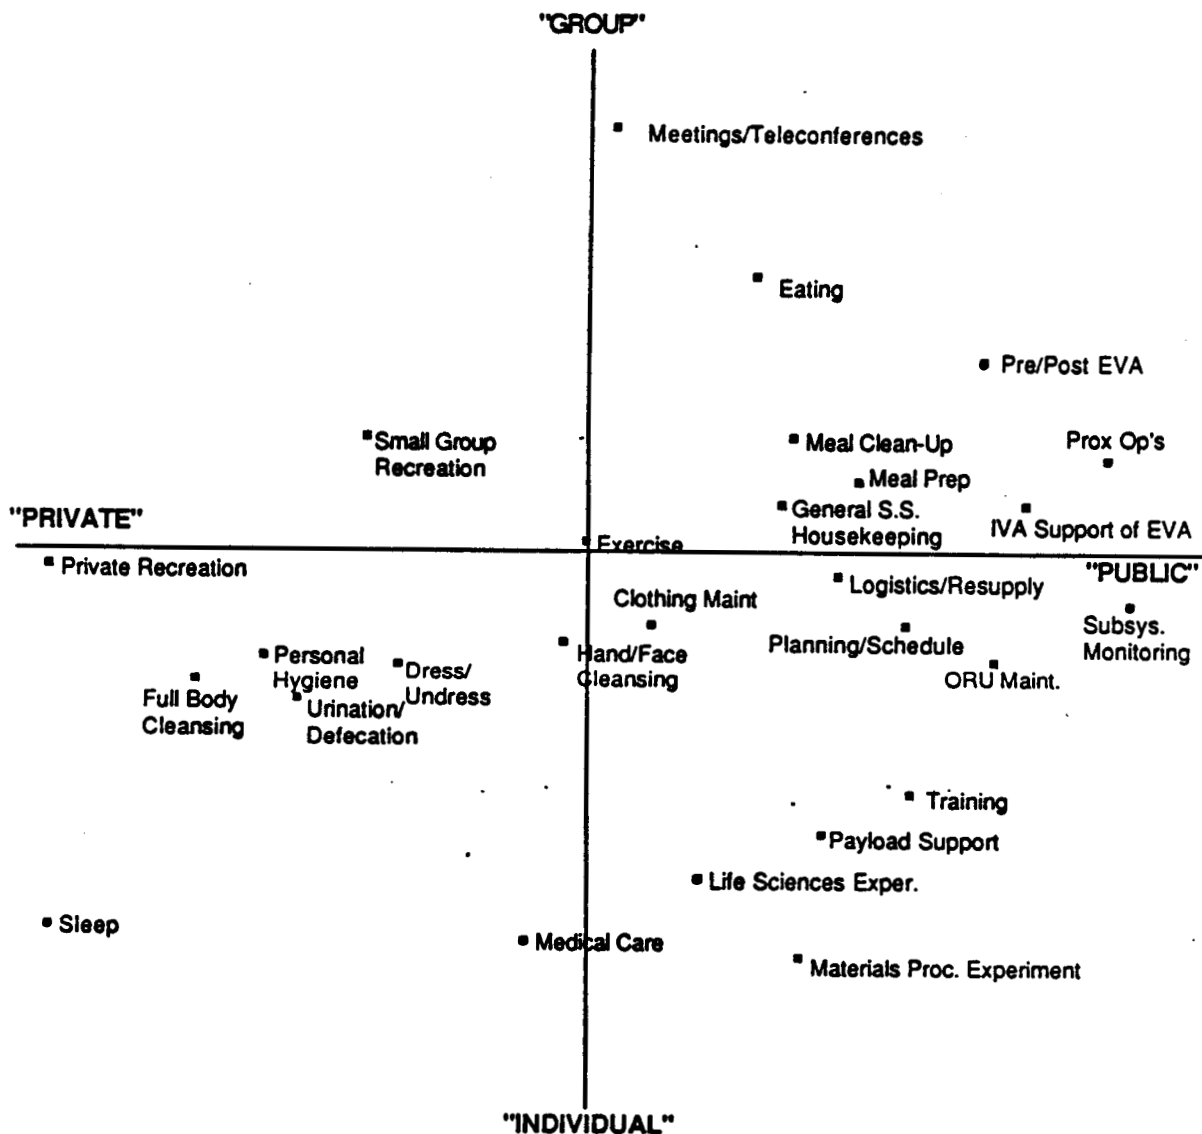 "GROUP"
Meetings/Teleconferences
Eating
Pre/Post EVA
Small Group
Recreation
Meal Clean-Up
Prox Op's
Meal Prep
"PRIVATE"
General S.S.
Housekeeping
IVA Support of EVA
Exercise
Private Recreation
"PUBLIC"
Logistics/Resupply
Clothing Maint
Subsys.
Monitoring
Planning/Schedule
Personal
Hygiene
Dress/
Undress
Hand/Face
Cleansing
ORU Maint.
Full Body
Cleansing
Urination/
Defecation
Training
Payload Support
Life Sciences Exper.
Sleep
Medical Care
Materials Proc. Experiment
"INDIVIDUAL"